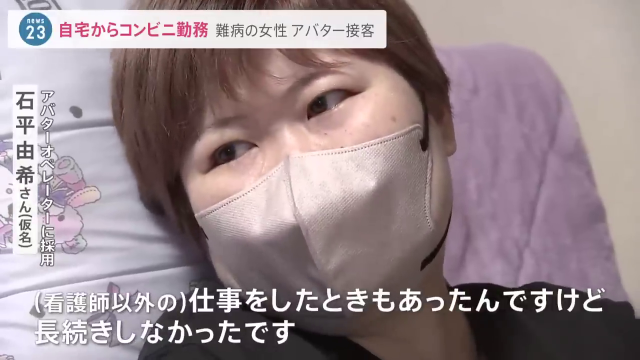 news
23
自宅からコンビニ勤務 難病の女性 アバター接客
アバターオペレーターに採用
石平由希さん(仮名)
(看護師以外の)仕事をしたときもあったんですけど
長続きしなかったです